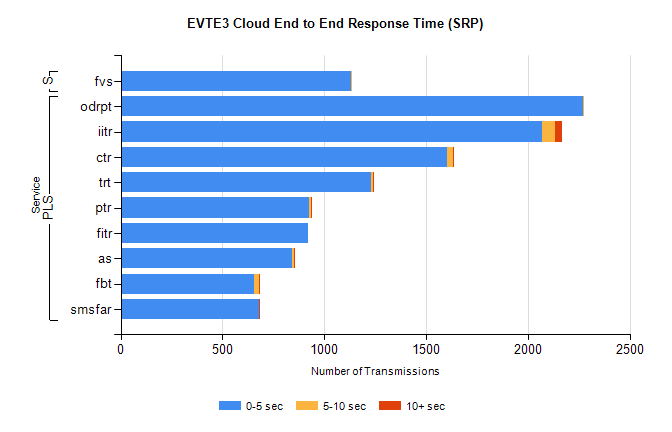 EVTE3 Cloud End to End Response Time (SRP)
S
fvs
odrpt
iitr
ctr
trt
Service
PLS
ptr
fitr
as
fbt
smsfar
0 500 1000 1500 2000 2500
Number of Transmissions
0-5 sec 5-10 sec 10+ sec